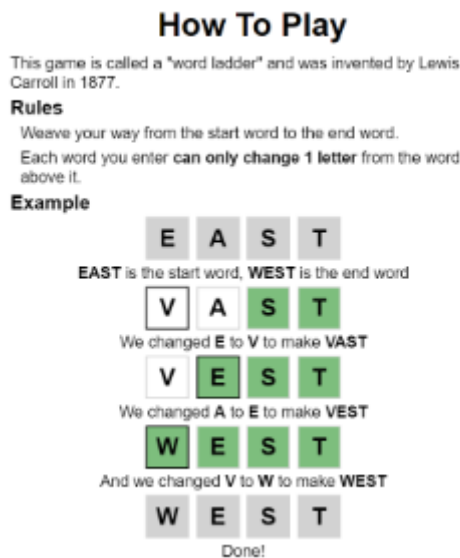 How To Play
This game is called a "word ladder" and was invented by Lewis
Carroll in 1877.
Rules
Weave your way from the start word to the end word.
Each word you enter can only change 1 letter from the word
above it.
Example
E A S T
EAST is the start word, WEST is the end word
V A S T
We changed E to V to make VAST
V E S T
We changed A to E to make VEST
W E S T
And we changed V to W to make WEST
W E S T
Done!